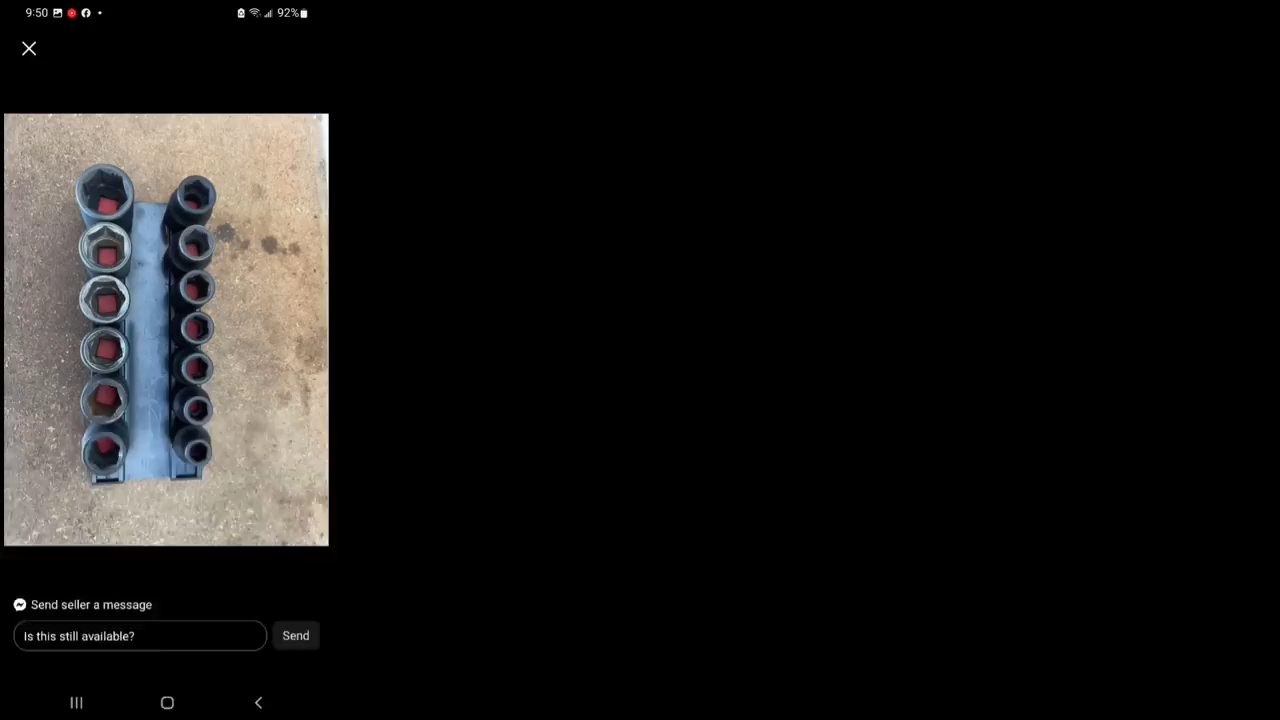 9:50
92%
Send seller a message
Is this still available?
Send